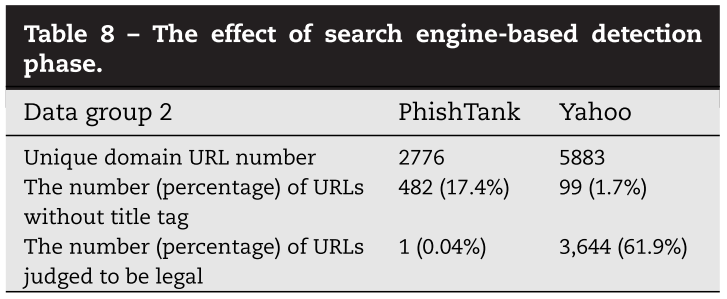 Table 8 – The effect of search engine-based detection
phase.
Data group 2 PhishTank Yahoo
Unique domain URL number 2776 5883
The number (percentage) of URLs 482 (17.4%) 99 (1.7%)
without title tag
The number (percentage) of URLs 1 (0.04%) 3,644 (61.9%)
judged to be legal